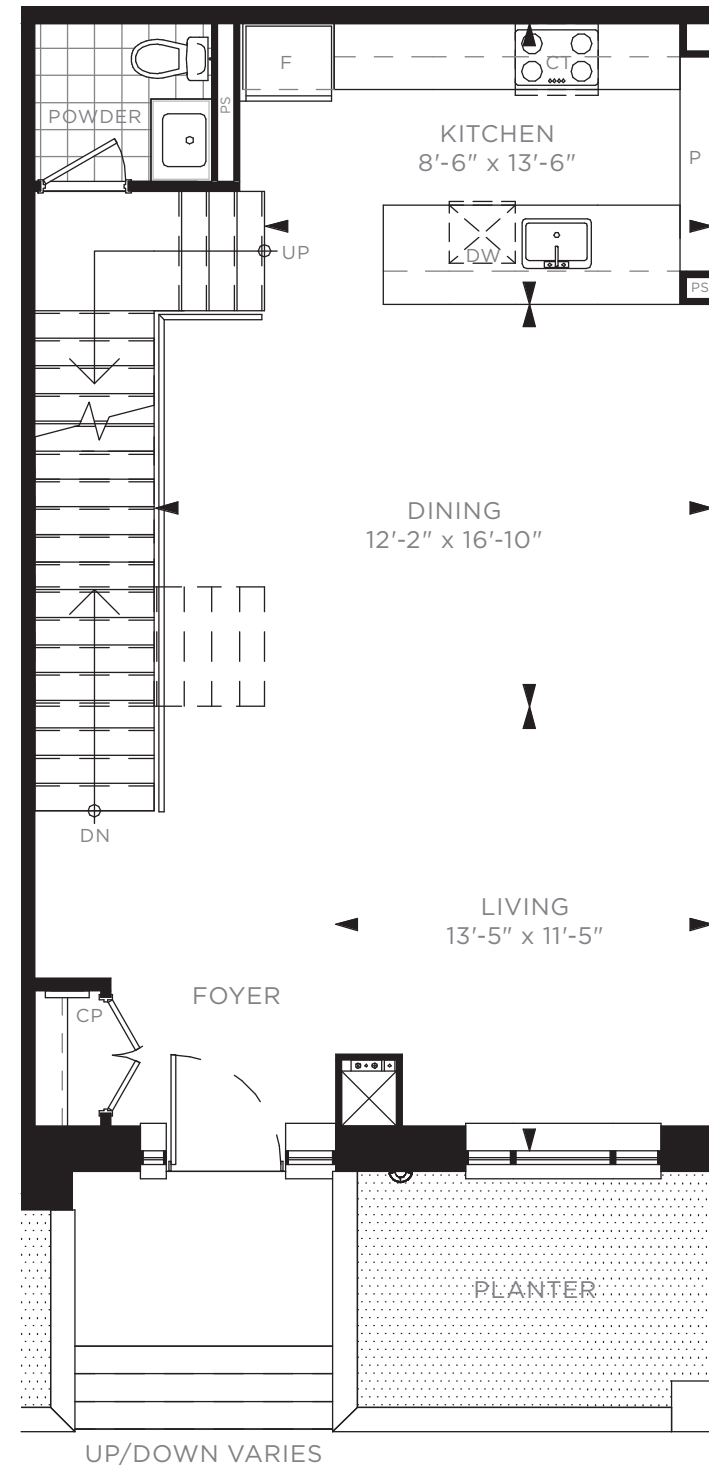 F
CT
PS
POWDER
KITCHEN
8'-6" x 13'-6"
P
UP
DW
PS
DINING
12'-2" x 16'-10"
DN
LIVING
13'-5" x 11'-5"
FOYER
CP
PLANTER
UP/DOWN VARIES